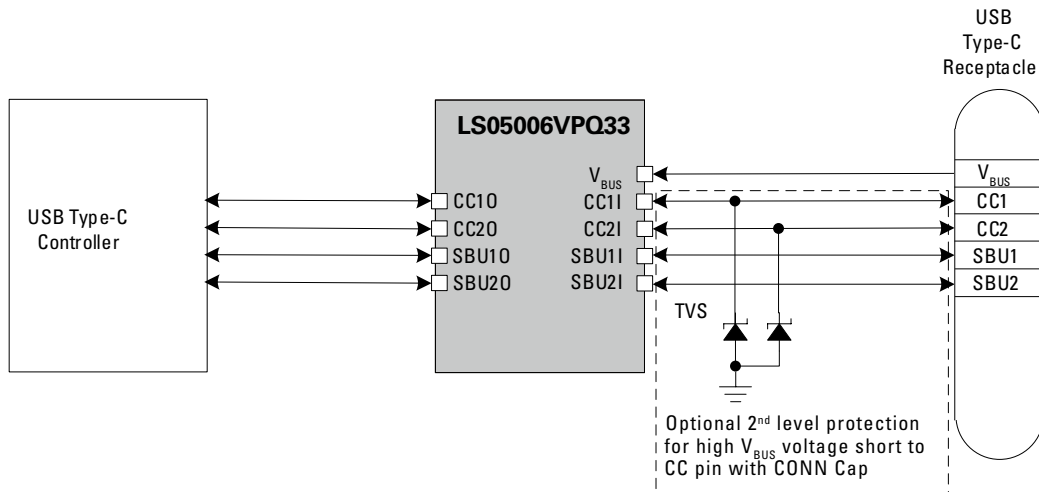 USB
Type-C
Receptacle
LS05006VPQ33
USB Type-C
Controller
VBUS
CC1O
CC1I
CC2O
CC2I
SBU1O
SBU1I
SBU2O
SBU2I
VBUS
CC1
CC2
SBU1
SBU2
TVS
Optional 2nd level protection
for high VBUS voltage short to
CC pin with CONN Cap